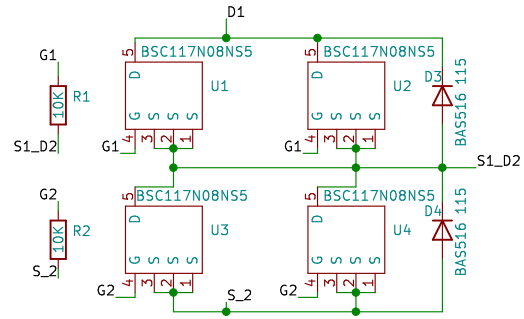 D1
5
BSC117N08NS5
5
BSC117N08NS5
G1
D
U1
D
U2
D3
BAS516 115
10K
R1
G
S
S
S
G
S
S
S
S1_D2
G1
4
3
2
1
G1
4
3
2
1
S1_D2
5
BSC117N08NS5
5
BSC117N08NS5
G2
D
U3
D
U4
D4
BAS516 115
10K
R2
G
S
S
S
G
S
S
S
S_2
G2
4
3
2
1
S_2
G2
4
3
2
1